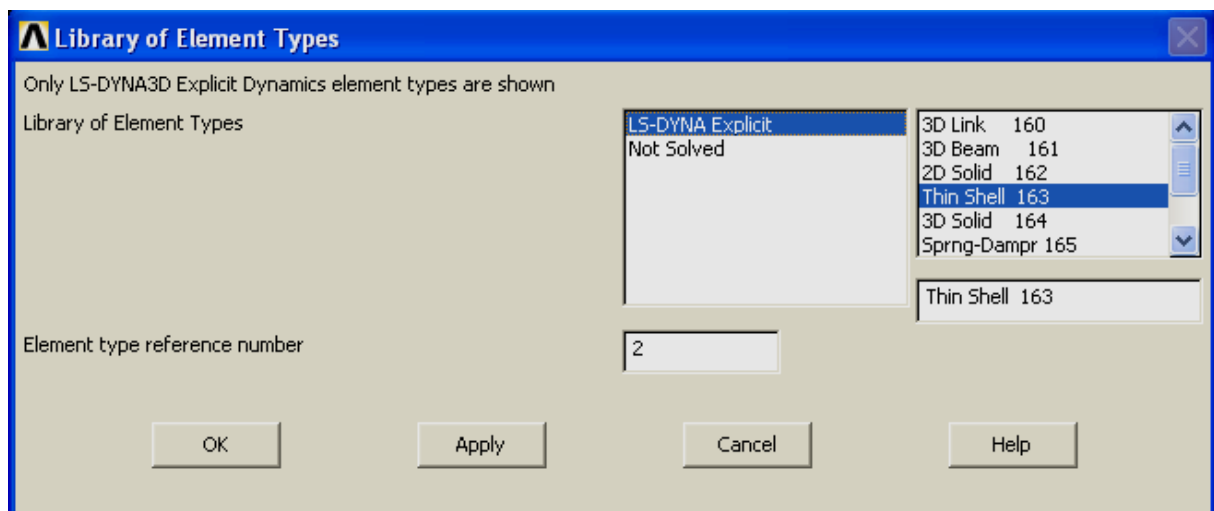 Library of Element Types
Only LS-DYNA3D Explicit Dynamics element types are shown
Library of Element Types
LS-DYNA Explicit
Not Solved
3D Link 160
3D Beam 161
2D Solid 162
Thin Shell 163
3D Solid 164
Sprng-Dampr 165
Thin Shell 163
Element type reference number
2
OK
Apply
Cancel
Help